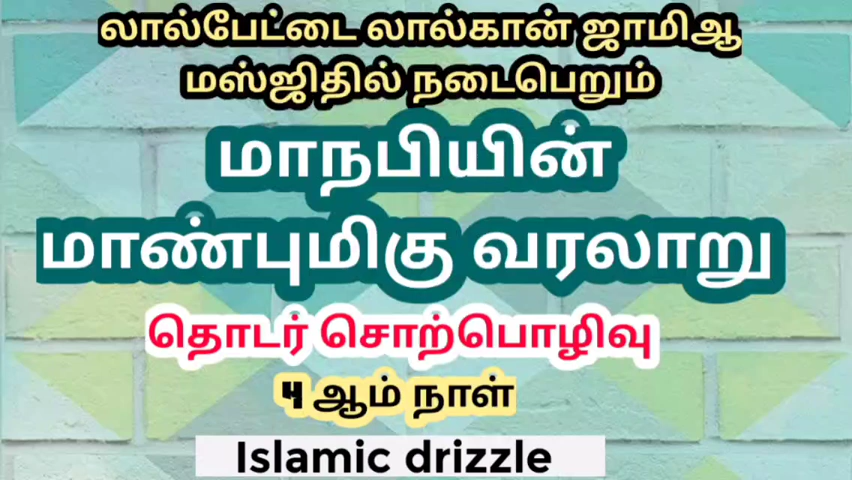 லால்பேட்டை லால்கான் ஜாமிஆ
மஸ்ஜிதில் நடைபெறும்
மாநபியின்
மாண்புமிகு வரலாறு
தொடர் சொற்பொழிவு
4 ஆம் நாள்
Islamic drizzle